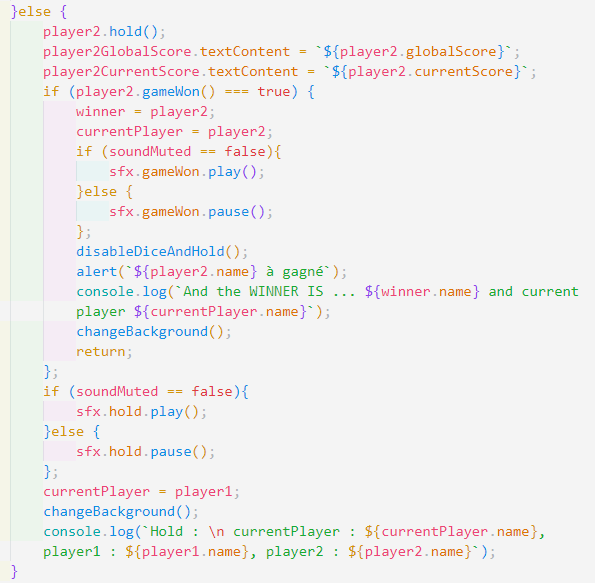 }else {
player2.hold();
player2GlobalScore.textContent = `${player2.globalScore}`;
player2CurrentScore.textContent = `${player2.currentScore}`;
if (player2.gameWon() === true) {
winner = player2;
currentPlayer = player2;
if (soundMuted == false){
sfx.gameWon.play();
}else {
sfx.gameWon.pause();
};
disableDiceAndHold();
alert(`${player2.name} à gagné`);
console.log(`And the WINNER IS ... ${winner.name} and current
player ${currentPlayer.name}`);
changeBackground();
return;
};
if (soundMuted == false){
sfx.hold.play();
}else {
sfx.hold.pause();
};
currentPlayer = player1;
changeBackground();
console.log(`Hold : \n currentPlayer : ${currentPlayer.name},
player1 : ${player1.name}, player2 : ${player2.name}`);
}